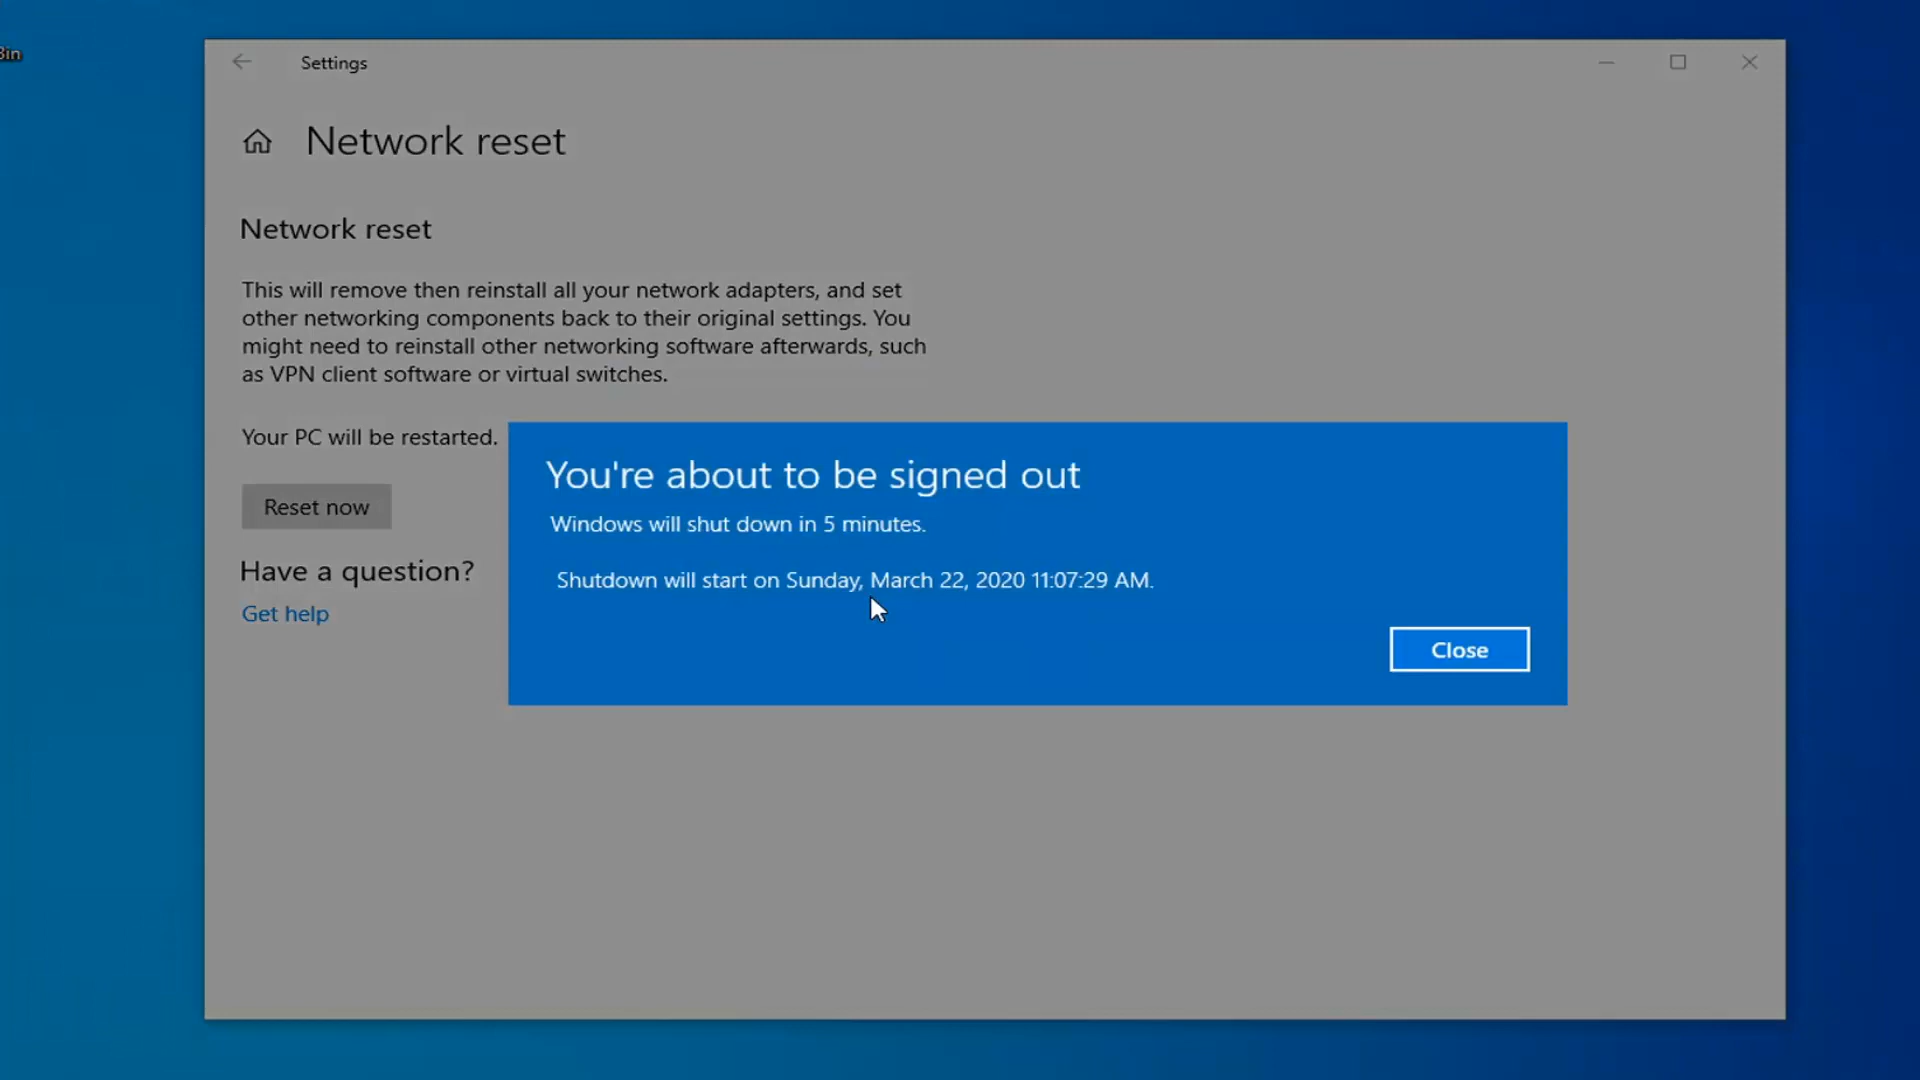 Bin
Settings
Network reset
Network reset
This will remove then reinstall all your network adapters, and set
other networking components back to their original settings. You
might need to reinstall other networking software afterwards, such
as VPN client software or virtual switches.
Your PC will be restarted.
Reset now
Have a question?
Get help
You're about to be signed out
Windows will shut down in 5 minutes.
Shutdown will start on Sunday, March 22, 2020 11:07:29 AM.
Close